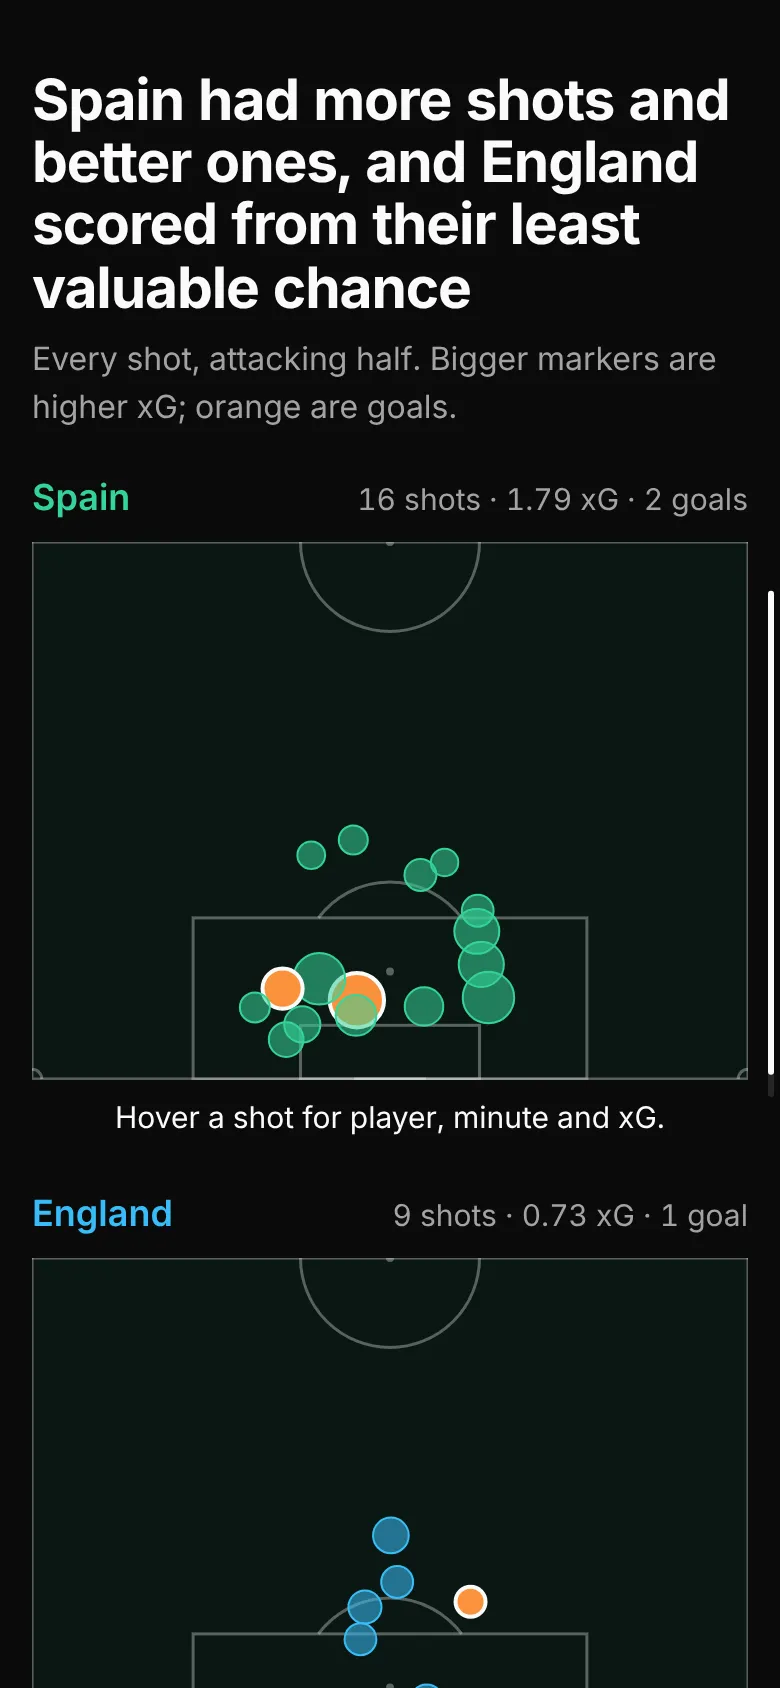 Spain had more shots and
better ones, and England
scored from their least
valuable chance
Every shot, attacking half. Bigger markers are
higher xG; orange are goals.
Spain 16 shots · 1.79 xG · 2 goals
Hover a shot for player, minute and xG.
England 9 shots · 0.73 xG · 1 goal